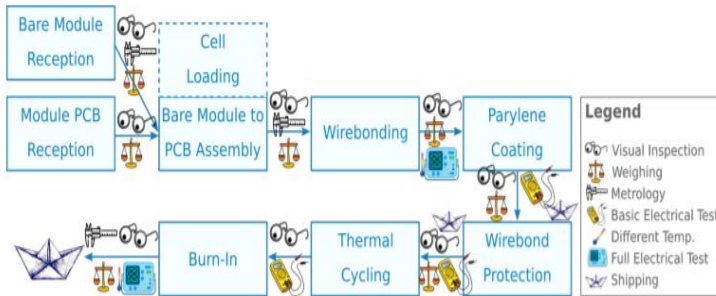 Bare Module
Reception
Cell
Loading
Module PCB
Reception
Bare Module to
PCB Assembly
Wirebonding
Parylene
Coating
Legend
Visual Inspection
Weighing
Metrology
Basic Electrical Test
Different Temp.
Full Electrical Test
Shipping
Burn-In
Thermal
Cycling
Wirebond
Protection